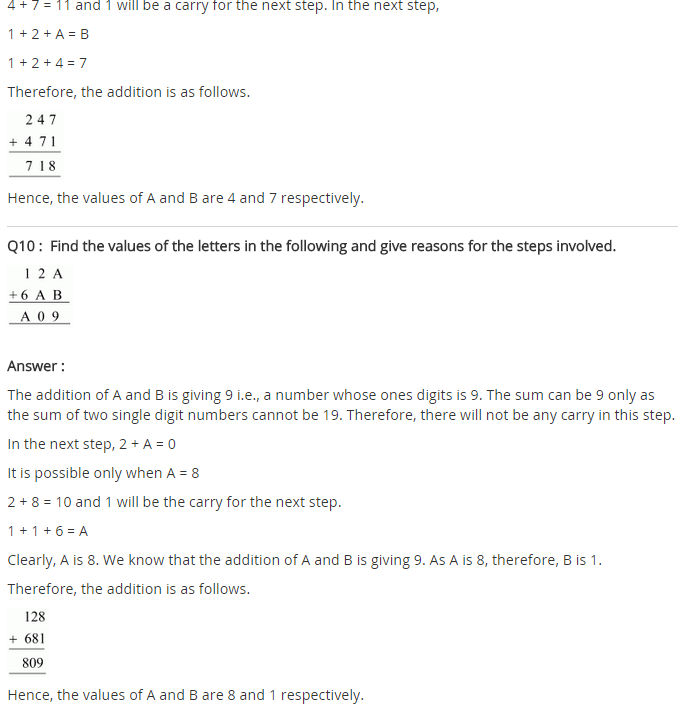 4 + 7 = 11 and 1 will be a carry for the next step. In the next step,
1 + 2 + A = B
1 + 2 + 4 = 7
Therefore, the addition is as follows.
2 4 7
+ 4 7 1
7 1 8
Hence, the values of A and B are 4 and 7 respectively.
Q10 : Find the values of the letters in the following and give reasons for the steps involved.
1 2 A
+ 6 A B
A 0 9
Answer :
The addition of A and B is giving 9 i.e., a number whose ones digits is 9. The sum can be 9 only as
the sum of two single digit numbers cannot be 19. Therefore, there will not be any carry in this step.
In the next step, 2 + A = 0
It is possible only when A = 8
2 + 8 = 10 and 1 will be the carry for the next step.
1 + 1 + 6 = A
Clearly, A is 8. We know that the addition of A and B is giving 9. As A is 8, therefore, B is 1.
Therefore, the addition is as follows.
128
+ 681
809
Hence, the values of A and B are 8 and 1 respectively.